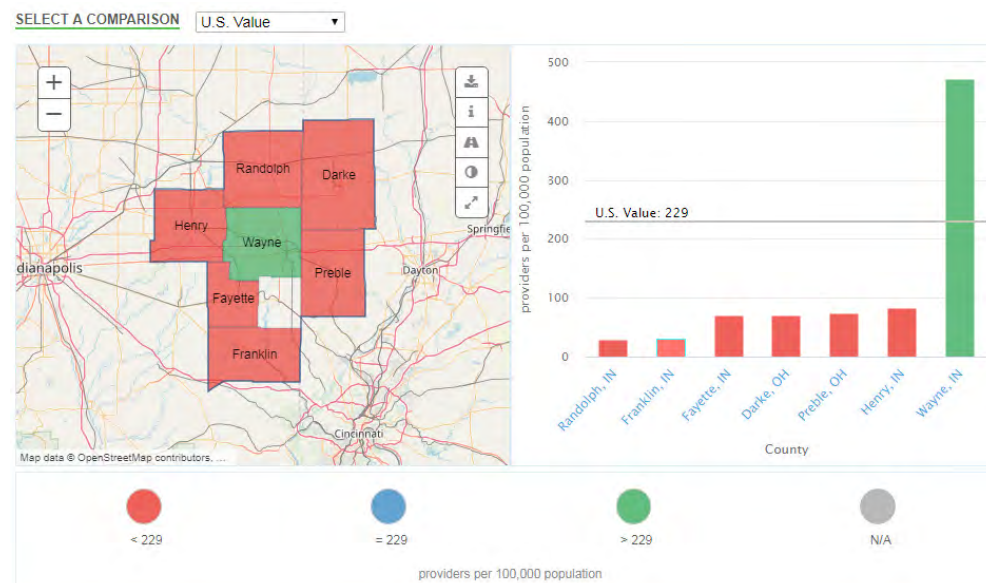 SELECT A COMPARISON
U.S. Value
+
−
i
Randolph
Darke
Henry
Wayne
Springfie
dianapolis
Preble
Dayton
Fayette
Franklin
Cincinnati
Map data © OpenStreetMap contributors, ...
providers per 100,000 population
500
400
300
200
100
0
U.S. Value: 229
Randolph, IN
Franklin, IN
Fayette, IN
Darke, OH
Preble, OH
Henry, IN
Wayne, IN
County
< 229
= 229
> 229
N/A
providers per 100,000 population